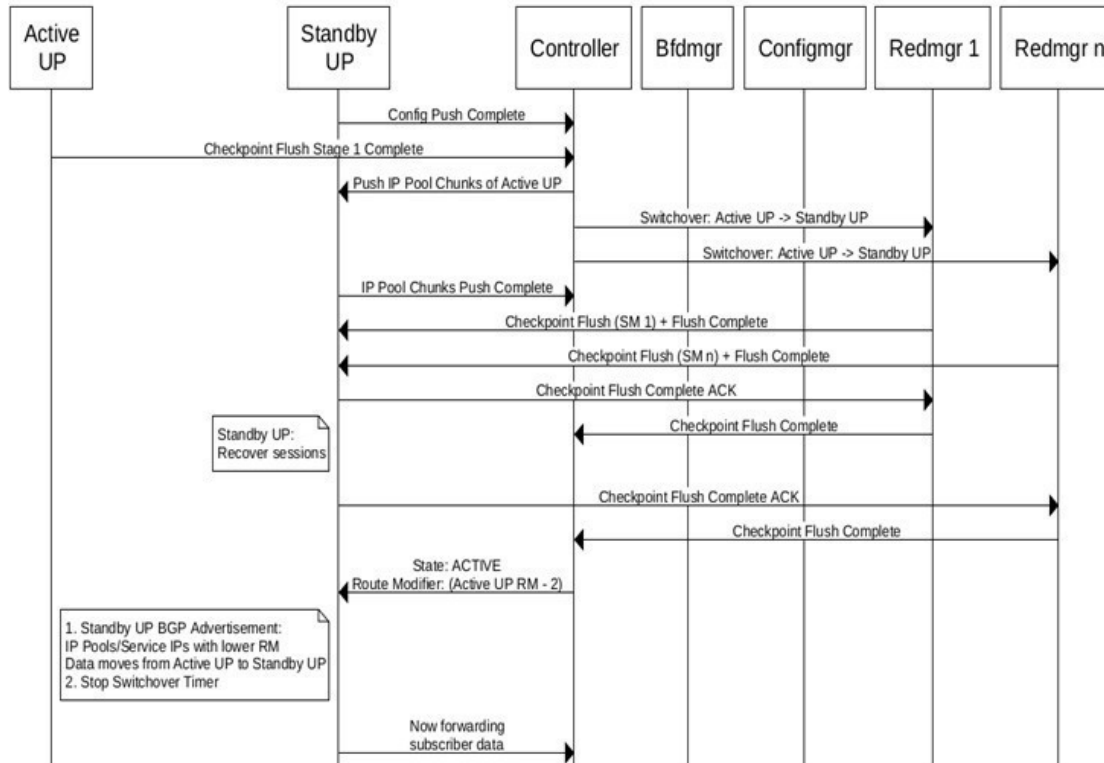 Active
UP
Standby
UP
Controller
Bfdmgr
Configmgr
Redmgr 1
Redmgr n
Config Push Complete
Checkpoint Flush Stage 1 Complete
Push IP Pool Chunks of Active UP
Switchover: Active UP -> Standby UP
Switchover: Active UP -> Standby UP
IP Pool Chunks Push Complete
Checkpoint Flush (SM 1) + Flush Complete
Checkpoint Flush (SM n) + Flush Complete
Checkpoint Flush Complete ACK
Standby UP:
Recover sessions
Checkpoint Flush Complete
Checkpoint Flush Complete ACK
Checkpoint Flush Complete
State: ACTIVE
Route Modifier: (Active UP RM - 2)
1. Standby UP BGP Advertisement:
IP Pools/Service IPs with lower RM
Data moves from Active UP to Standby UP
2. Stop Switchover Timer
Now forwarding
subscriber data